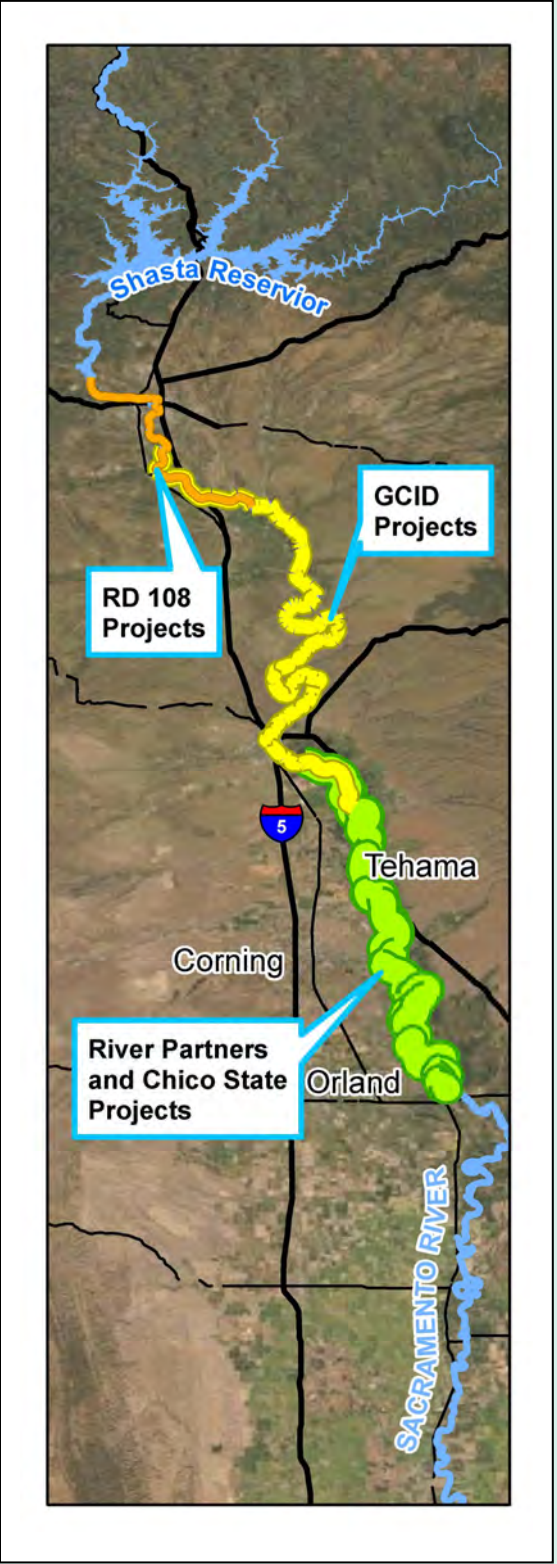 Shasta Reservior
GCID
Projects
RD 108
Projects
5
Tehama
Corning
River Partners
and Chico State
Projects
Orland
SACRAMENTO RIVER